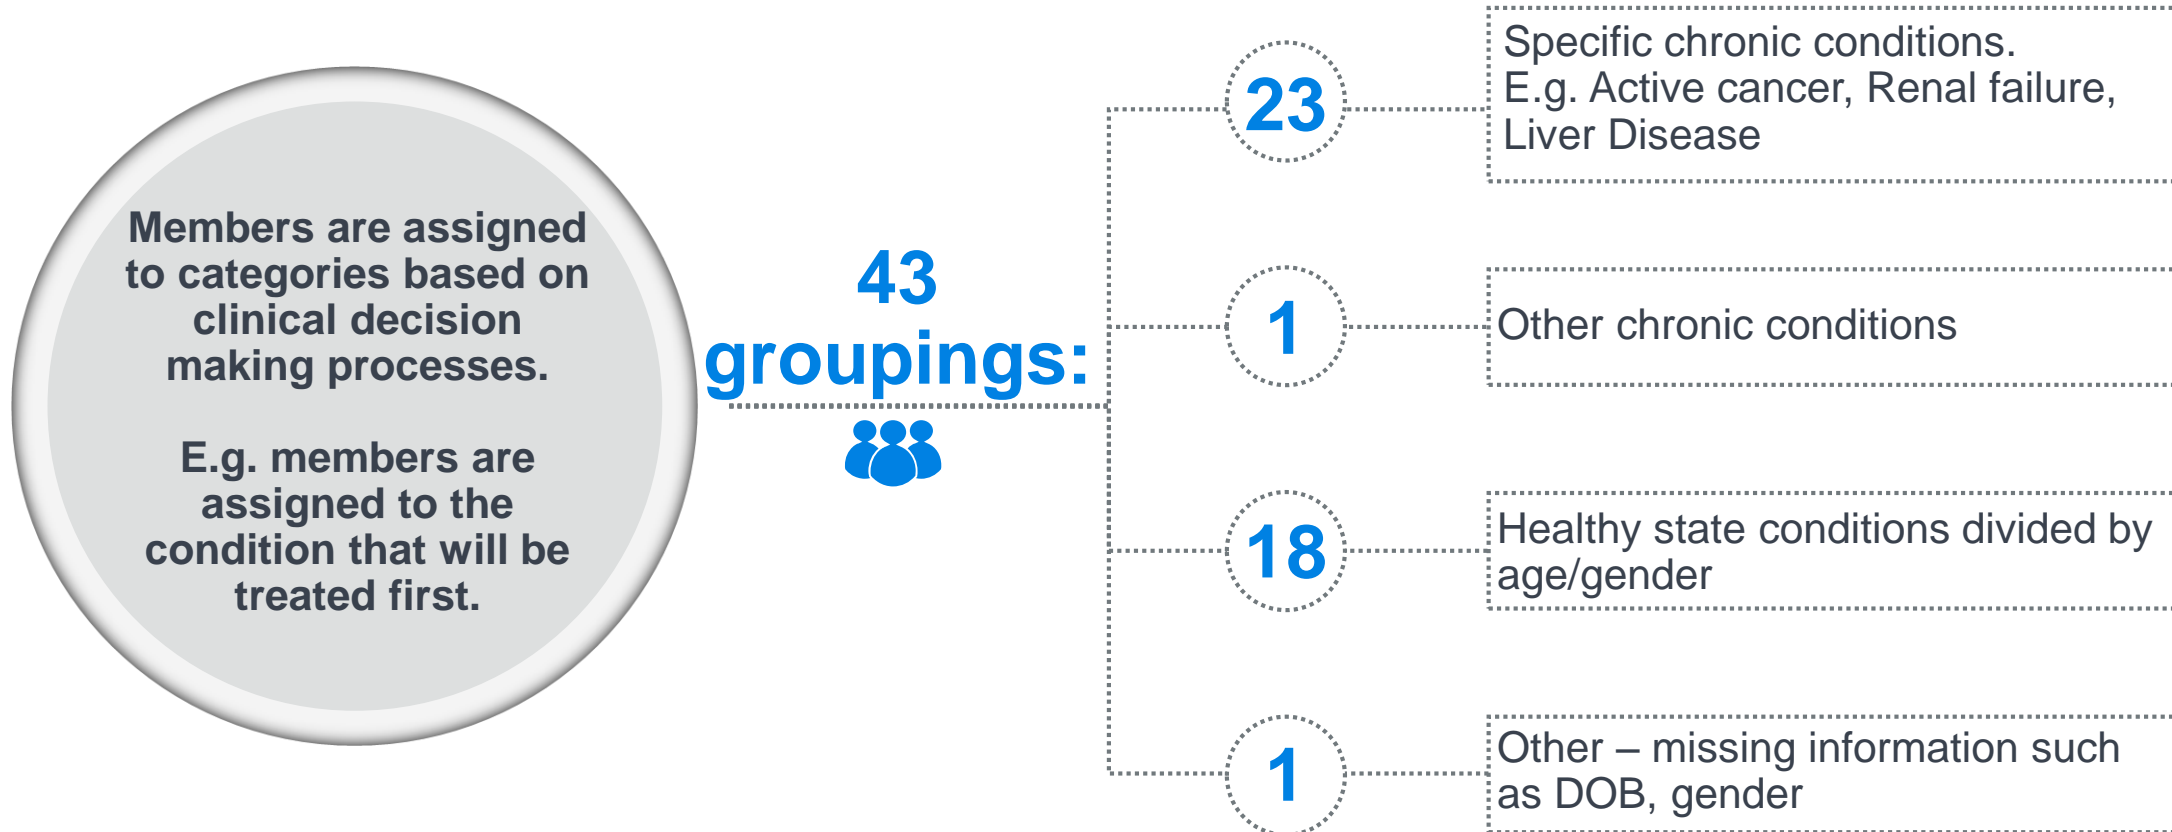 Members are assigned
to categories based on
clinical decision
making processes.
E.g. members are
assigned to the
condition that will be
treated first.
43
groupings:
23
Specific chronic conditions.
E.g. Active cancer, Renal failure,
Liver Disease
1
Other chronic conditions
18
Healthy state conditions divided by
age/gender
1
Other – missing information such
as DOB, gender